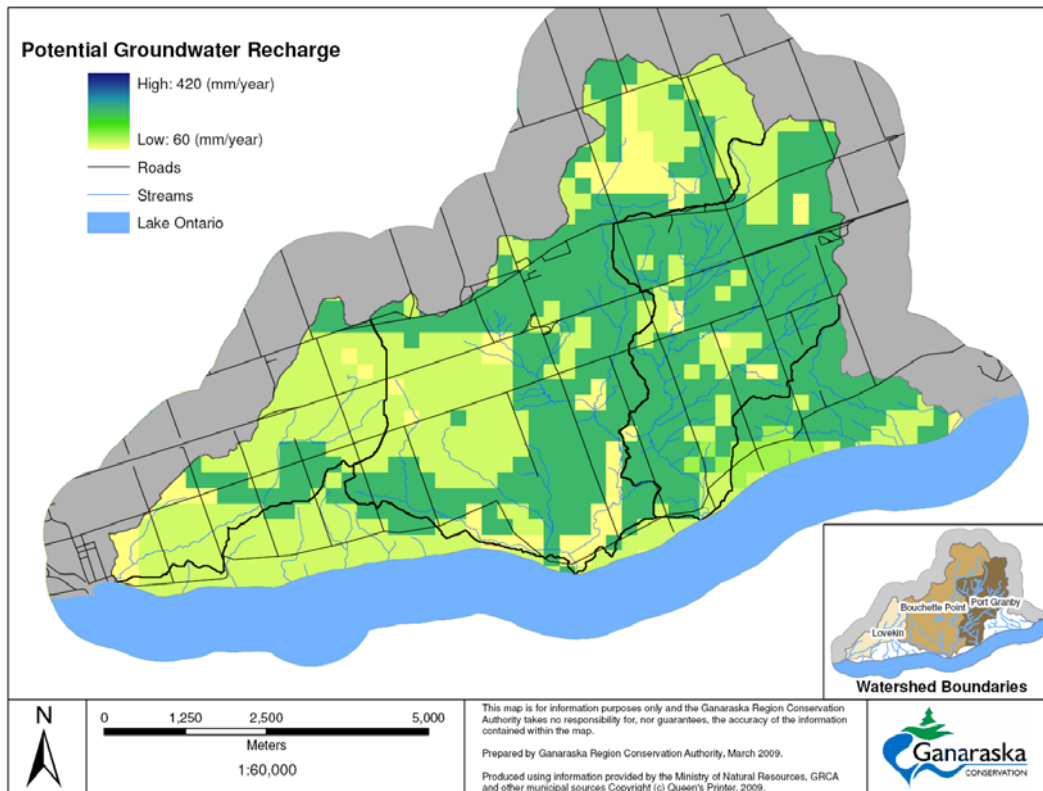 Potential Groundwater Recharge
High: 420 (mm/year)
Low: 60 (mm/year)
Roads
Streams
Lake Ontario
Bouchette Point
Port Granby
Lovekin
Watershed Boundaries
N
0 1,250 2,500 5,000
Meters
1:60,000
This map is for information purposes only and the Ganaraska Region Conservation
Authority takes no responsibility for, nor guarantees, the accuracy of the information
contained within the map.
Prepared by Ganaraska Region Conservation Authority, March 2009.
Produced using information provided by the Ministry of Natural Resources, GRCA
and other municipal sources Copyright (c) Queen's Printer, 2009.
Ganaraska
CONSERVATION